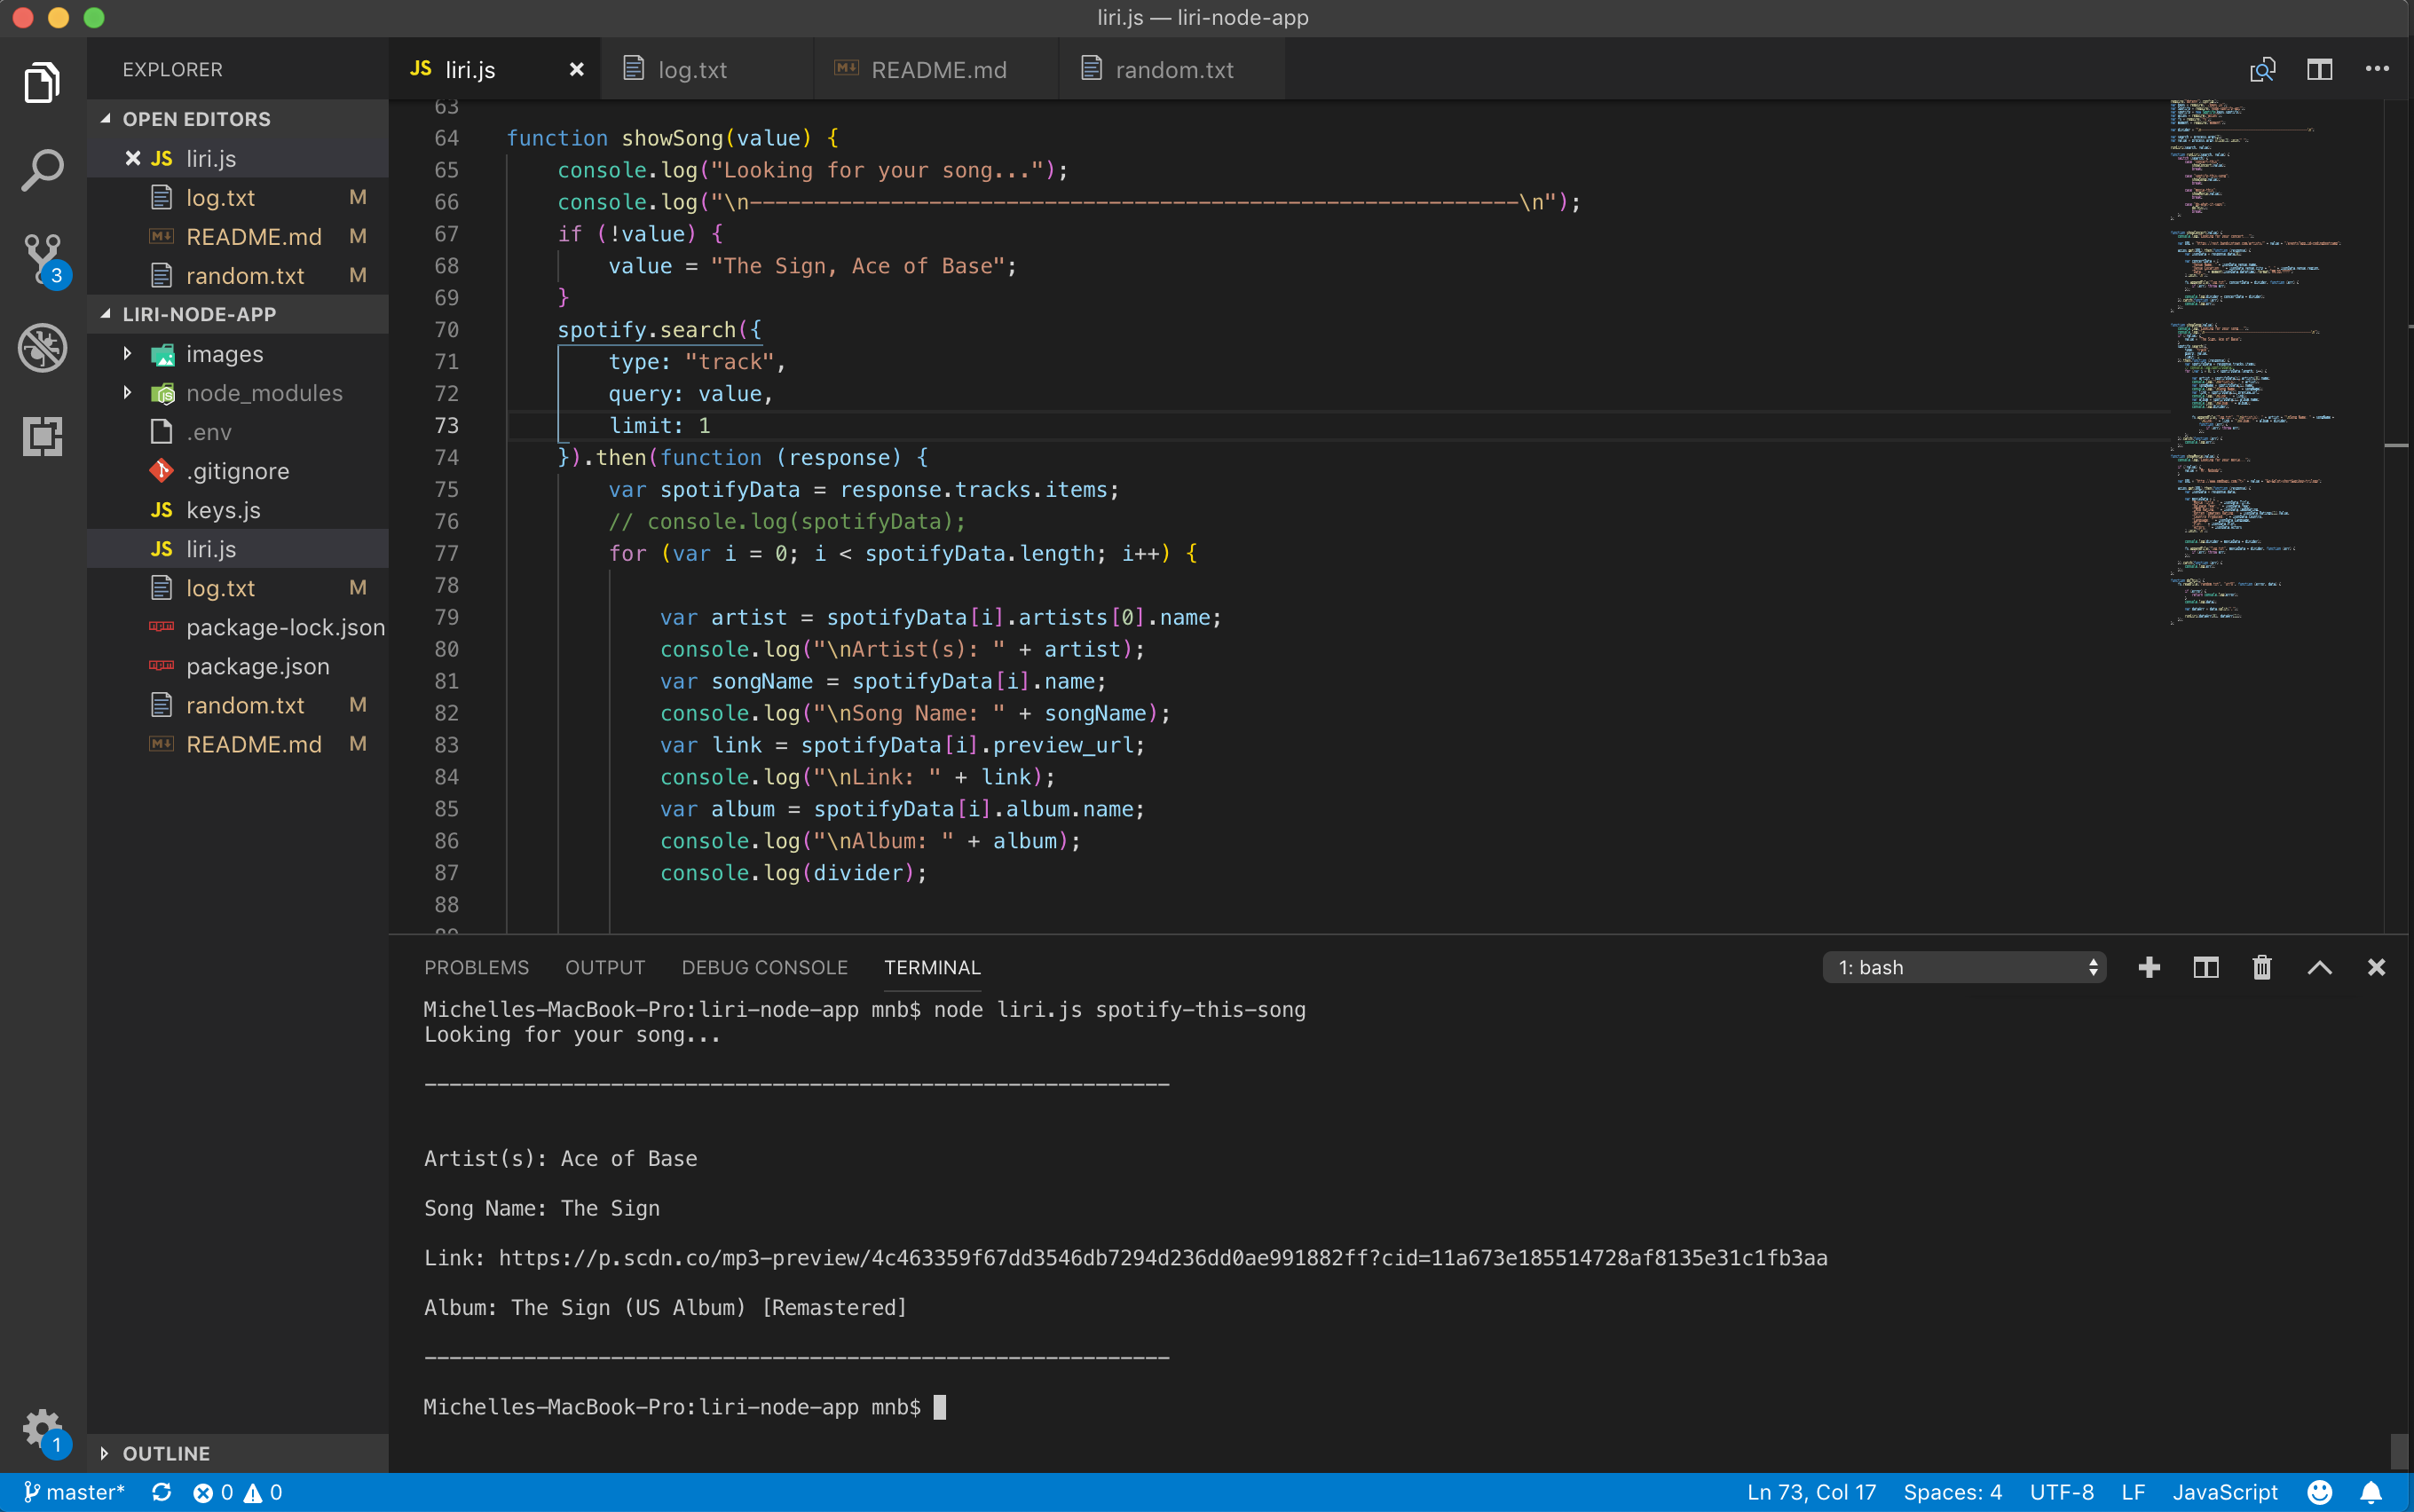 liri.js — liri-node-app
EXPLORER
OPEN EDITORS
JS liri.js
log.txt M
README.md M
random.txt M
3
LIRI-NODE-APP
images
node_modules
.env
.gitignore
JS keys.js
JS liri.js
log.txt M
package-lock.json
package.json
random.txt M
README.md M
OUTLINE
1
JS liri.js
log.txt
README.md
random.txt
63
64 function showSong(value) {
65 console.log("Looking for your song...");
66 console.log("\n------------------------------------------------------------\n");
67 if (!value) {
68 value = "The Sign, Ace of Base";
69 }
70 spotify.search({
71 type: "track",
72 query: value,
73 limit: 1
74 }).then(function (response) {
75 var spotifyData = response.tracks.items;
76 // console.log(spotifyData);
77 for (var i = 0; i < spotifyData.length; i++) {
78
79 var artist = spotifyData[i].artists[0].name;
80 console.log("\nArtist(s): " + artist);
81 var songName = spotifyData[i].name;
82 console.log("\nSong Name: " + songName);
83 var link = spotifyData[i].preview_url;
84 console.log("\nLink: " + link);
85 var album = spotifyData[i].album.name;
86 console.log("\nAlbum: " + album);
87 console.log(divider);
88
PROBLEMS OUTPUT DEBUG CONSOLE TERMINAL 1: bash
Michelles-MacBook-Pro:liri-node-app mnb$ node liri.js spotify-this-song
Looking for your song...
------------------------------------------------------------
Artist(s): Ace of Base
Song Name: The Sign
Link: https://p.scdn.co/mp3-preview/4c463359f67dd3546db7294d236dd0ae991882ff?cid=11a673e185514728af8135e31c1fb3aa
Album: The Sign (US Album) [Remastered]
------------------------------------------------------------
Michelles-MacBook-Pro:liri-node-app mnb$
master* 0 0 Ln 73, Col 17 Spaces: 4 UTF-8 LF JavaScript